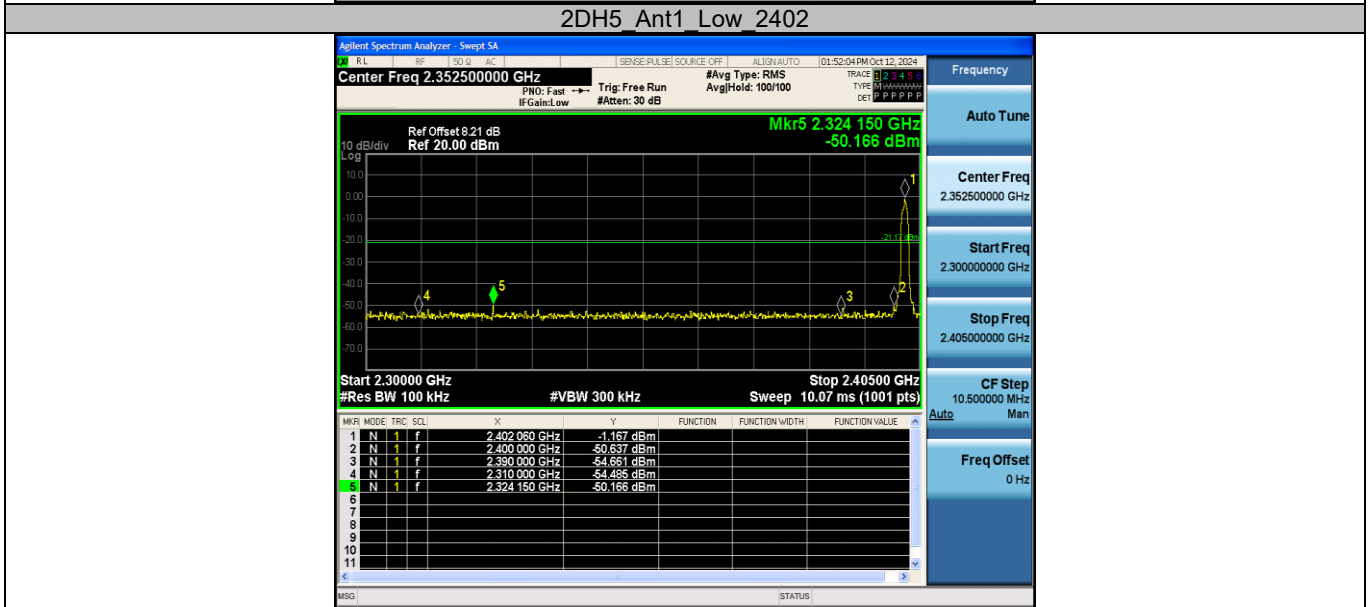 2DH5_Ant1_Low_2402
Agilent Spectrum Analyzer - Swept SA
RL RF 50 Ω AC SENSE:PULSE SOURCE OFF ALIGNAUTO 01:52:04 PM Oct 12, 2024
Center Freq 2.352500000 GHz
PNO: Fast
IFGain:Low
Trig: Free Run
#Atten: 30 dB
#Avg Type: RMS
Avg|Hold: 100/100
TRACE 1 2 3 4 5 6
TYPE M
DET P P P P P P
Frequency
Mkr5 2.324 150 GHz
-50.166 dBm
Ref Offset 8.21 dB
10 dB/div Ref 20.00 dBm
Log
10.0
0.00
-10.0
-20.0
-30.0
-40.0
-50.0
-60.0
-70.0
1
-21.17 dBm
4
5
3
2
Start 2.30000 GHz Stop 2.40500 GHz
#Res BW 100 kHz #VBW 300 kHz Sweep 10.07 ms (1001 pts)
MKR MODE TRC SCL X Y FUNCTION FUNCTION WIDTH FUNCTION VALUE
1 N 1 f 2.402 060 GHz -1.167 dBm
2 N 1 f 2.400 000 GHz -50.637 dBm
3 N 1 f 2.390 000 GHz -54.661 dBm
4 N 1 f 2.310 000 GHz -54.485 dBm
5 N 1 f 2.324 150 GHz -50.166 dBm
6
7
8
9
10
11
MSG STATUS
Auto Tune
Center Freq
2.352500000 GHz
Start Freq
2.300000000 GHz
Stop Freq
2.405000000 GHz
CF Step
10.500000 MHz
Auto Man
Freq Offset
0 Hz